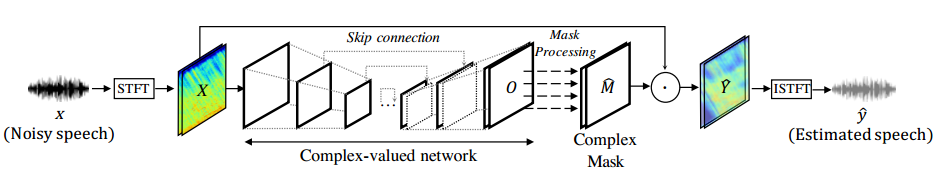 Skip connection
Mask
Processing
STFT
X
...
O
M̂
·
Ŷ
ISTFT
x
(Noisy speech)
ŷ
(Estimated speech)
Complex-valued network
Complex
Mask